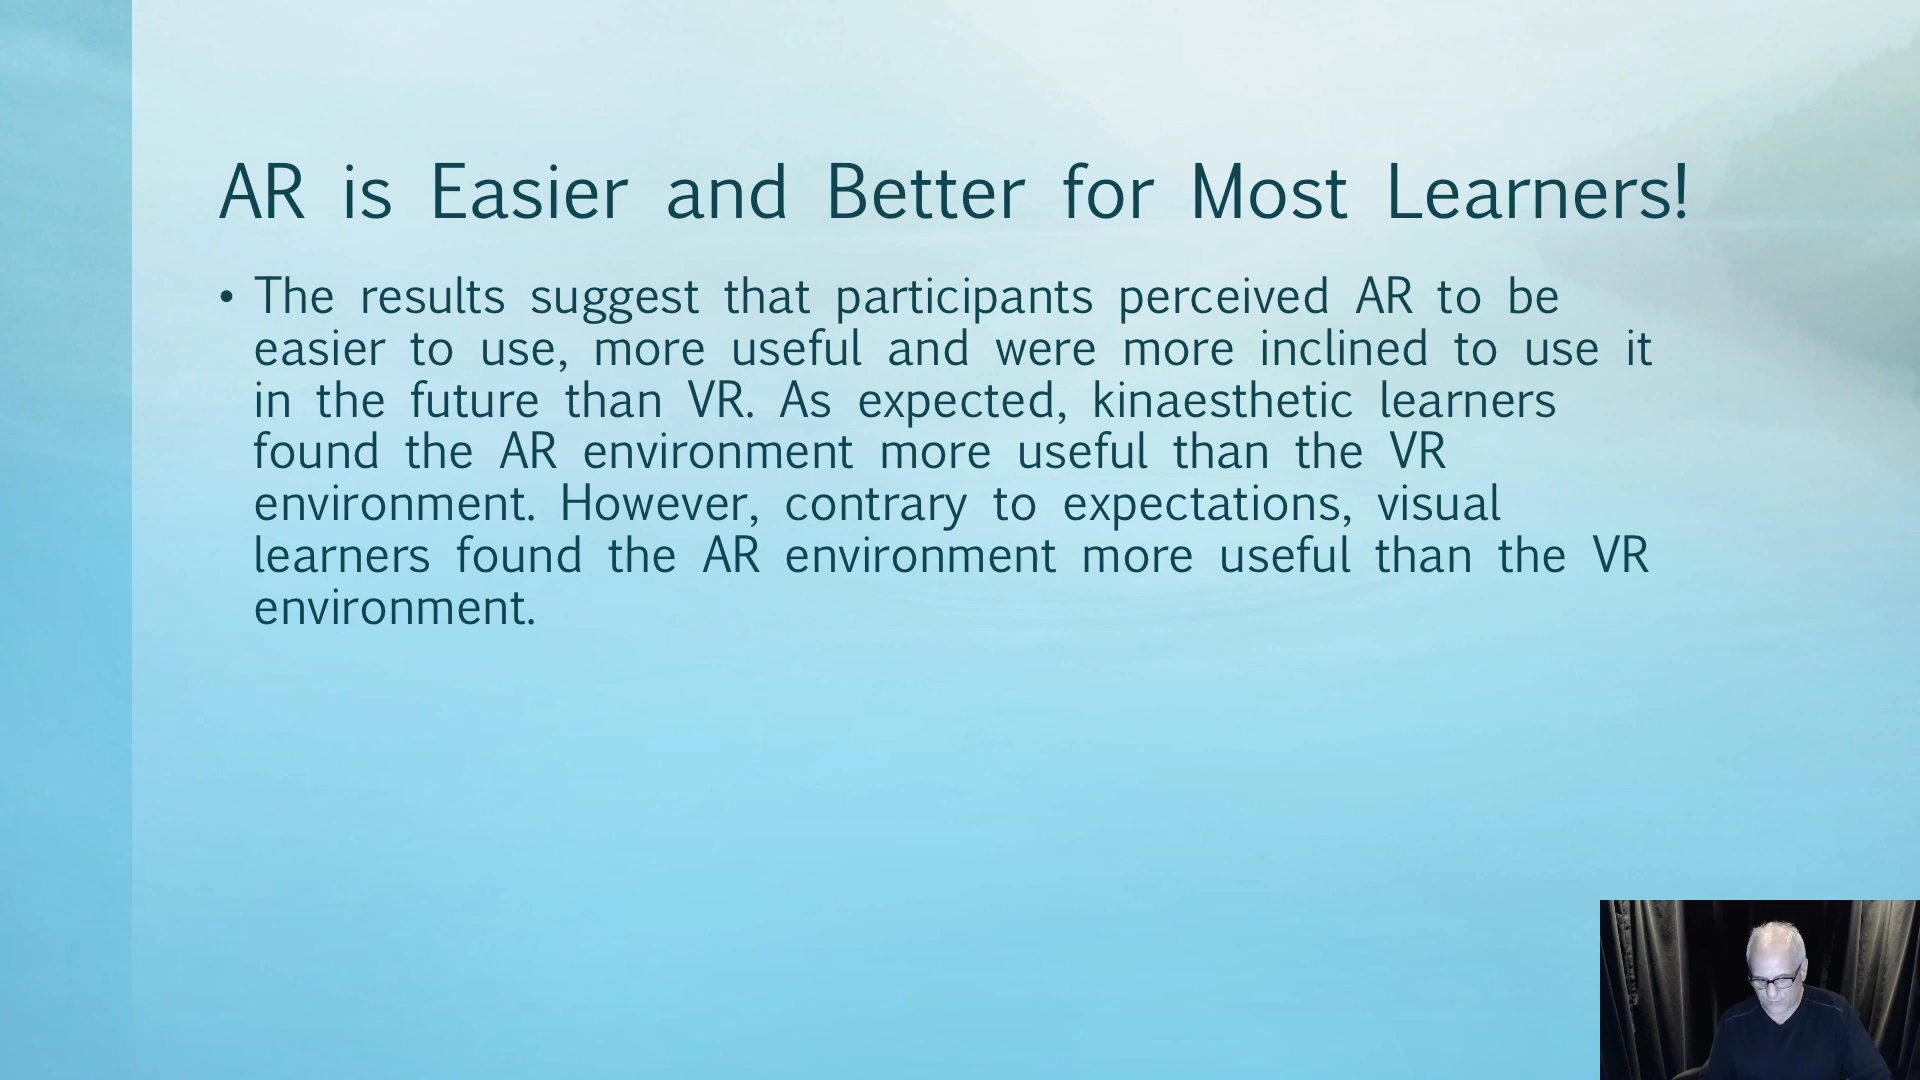 AR is Easier and Better for Most Learners!
• The results suggest that participants perceived AR to be
easier to use, more useful and were more inclined to use it
in the future than VR. As expected, kinaesthetic learners
found the AR environment more useful than the VR
environment. However, contrary to expectations, visual
learners found the AR environment more useful than the VR
environment.